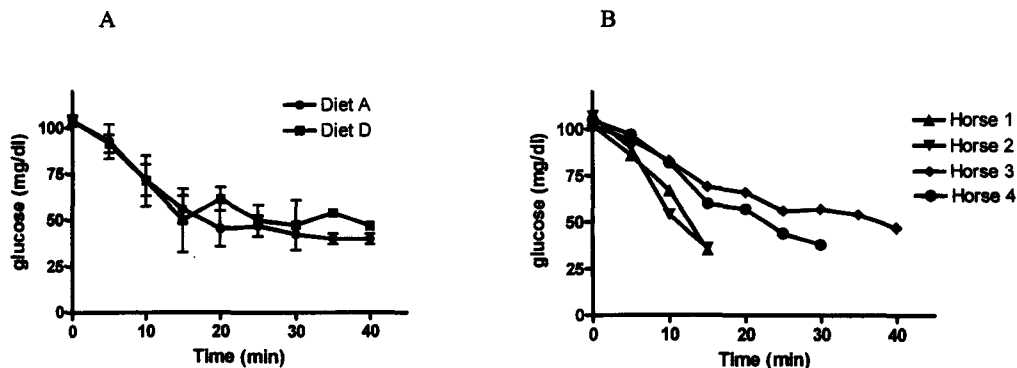 A
glucose (mg/dl)
100
75
50
25
0
0
10
20
30
40
Time (min)
Diet A
Diet D
B
glucose (mg/dl)
100
75
50
25
0
0
10
20
30
40
Time (min)
Horse 1
Horse 2
Horse 3
Horse 4